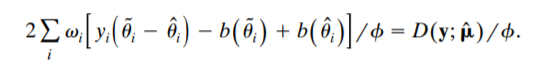 2 ∑ᵢ ωᵢ[yᵢ(θ̃ᵢ − θ̂ᵢ) − b(θ̃ᵢ) + b(θ̂ᵢ)]/ϕ = D(y; μ̂)/ϕ.